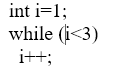 int i=1;
while (i<3)
i++;